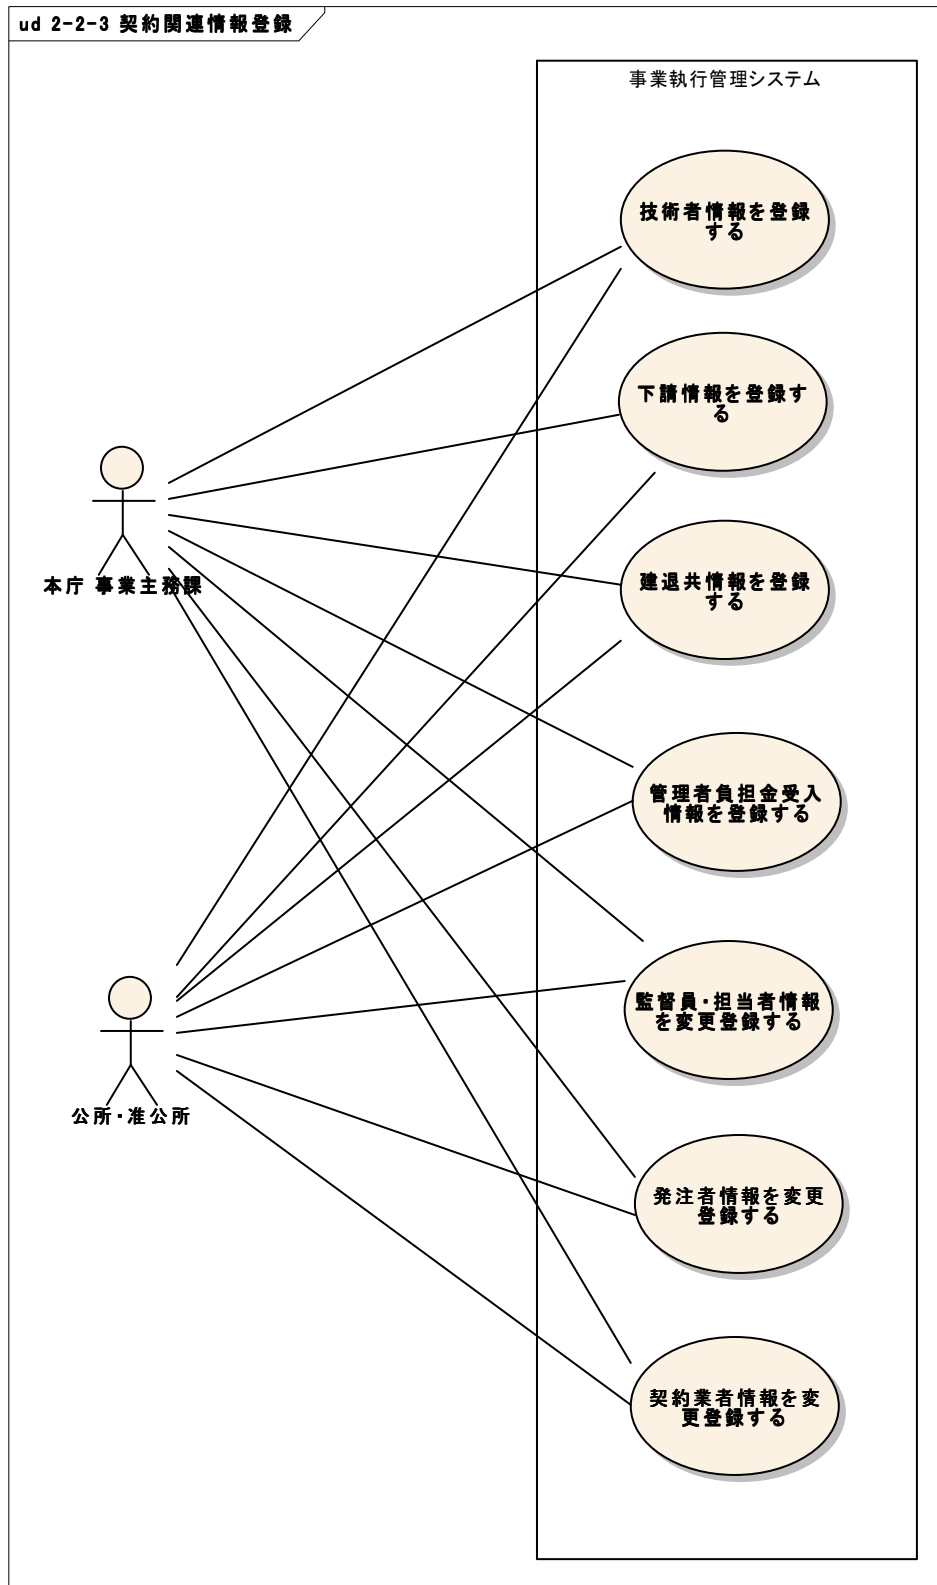 ud 2-2-3 契約関連情報登録
事業執行管理システム
技術者情報を登録
する
下請情報を登録す
る
本庁 事業主務課
建退共情報を登録
する
管理者負担金受入
情報を登録する
監督員・担当者情報
を変更登録する
公所・准公所
発注者情報を変更
登録する
契約業者情報を変
更登録する